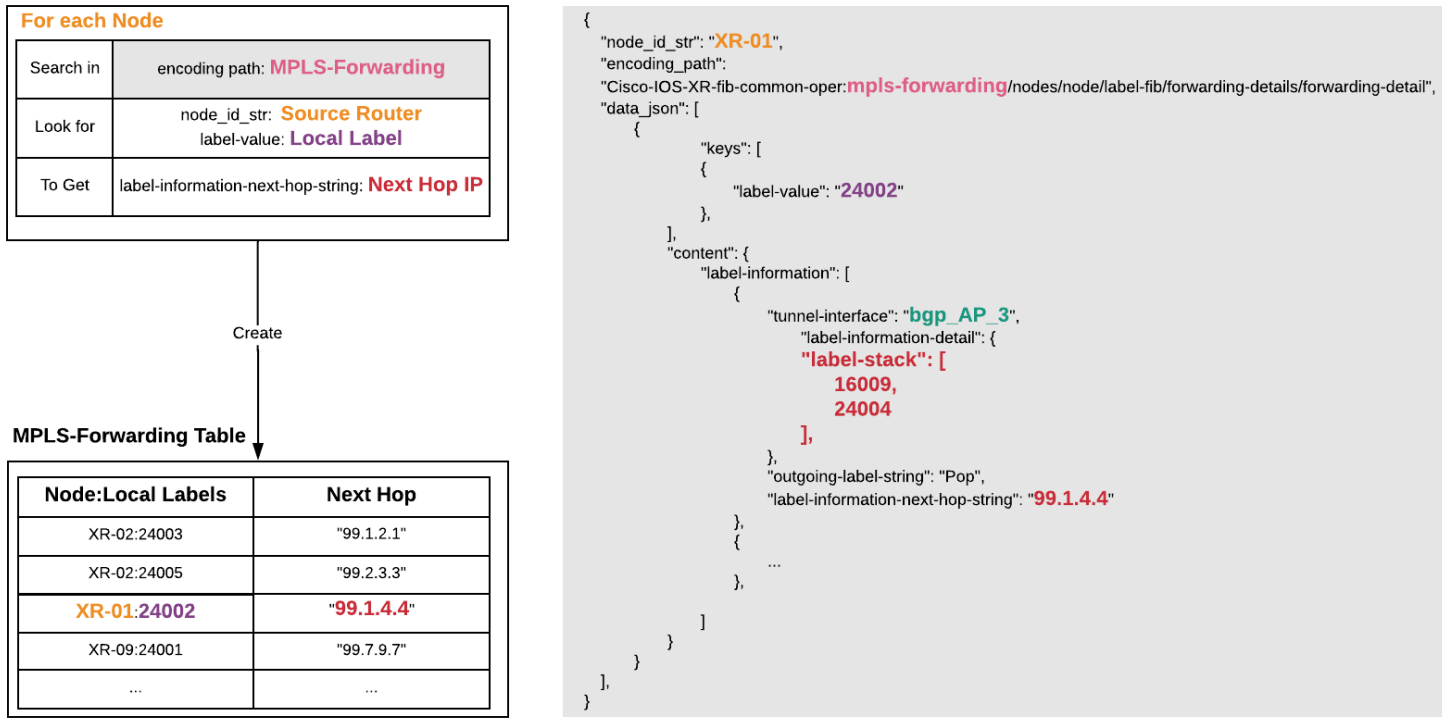 For each Node
Search in
encoding path: MPLS-Forwarding
Look for
node_id_str: Source Router
label-value: Local Label
To Get
label-information-next-hop-string: Next Hop IP
Create
MPLS-Forwarding Table
Node:Local Labels
Next Hop
XR-02:24003
"99.1.2.1"
XR-02:24005
"99.2.3.3"
XR-01:24002
"99.1.4.4"
XR-09:24001
"99.7.9.7"
...
...
{
"node_id_str": "XR-01",
"encoding_path":
"Cisco-IOS-XR-fib-common-oper:mpls-forwarding/nodes/node/label-fib/forwarding-details/forwarding-detail",
"data_json": [
{
"keys": [
{
"label-value": "24002"
},
],
"content": {
"label-information": [
{
"tunnel-interface": "bgp_AP_3",
"label-information-detail": {
"label-stack": [
16009,
24004
],
},
"outgoing-label-string": "Pop",
"label-information-next-hop-string": "99.1.4.4"
},
{
...
},
]
}
}
],
}